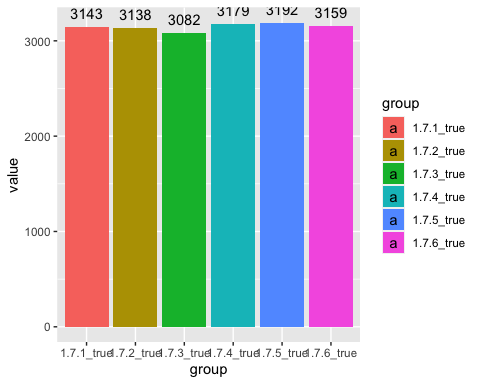 3143 3138 3082 3179 3192 3159
3000
2000
1000
0
value
1.7.1_true 1.7.2_true 1.7.3_true 1.7.4_true 1.7.5_true 1.7.6_true
group
group
a 1.7.1_true
a 1.7.2_true
a 1.7.3_true
a 1.7.4_true
a 1.7.5_true
a 1.7.6_true